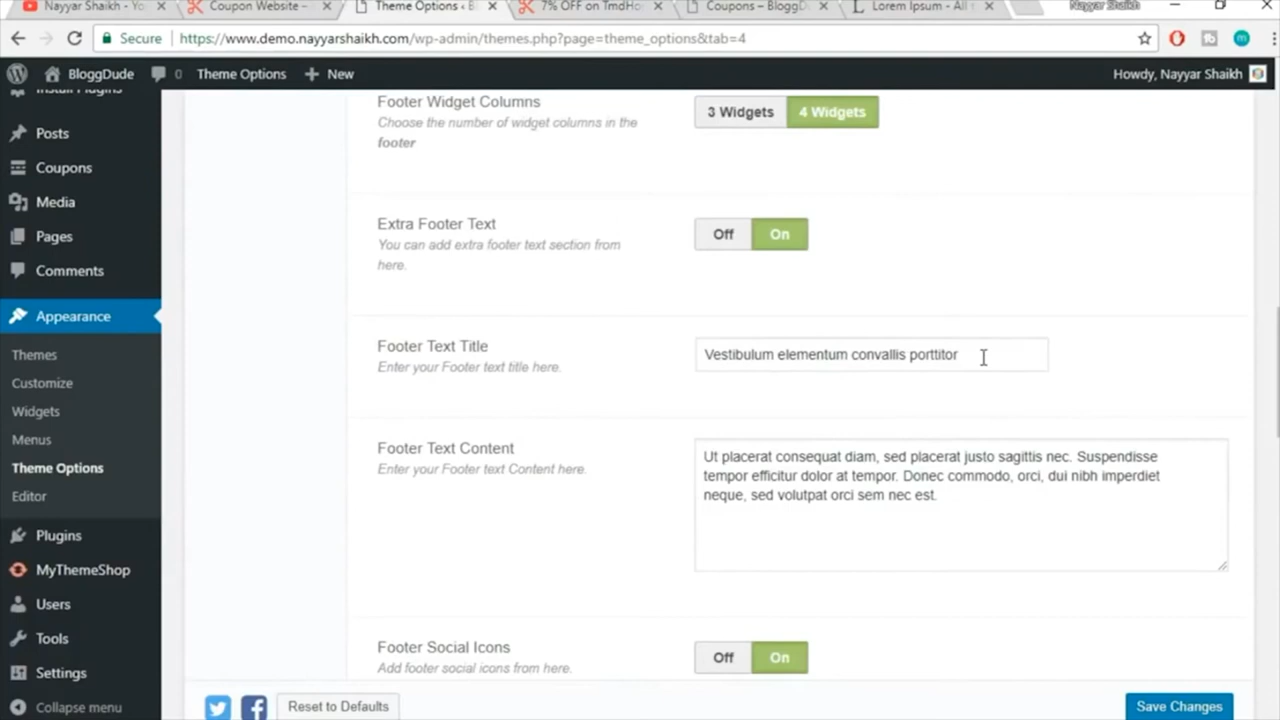 Nayyar Shaikh - Yo
Coupon Website -
Theme Options ‹ Bl
7% OFF on TmdHo
Coupons – BloggD
Lorem Ipsum - All
Nayyar Shaikh
Secure
https://www.demo.nayyarshaikh.com/wp-admin/themes.php?page=theme_options&tab=4
BloggDude
0
Theme Options
New
Howdy, Nayyar Shaikh
Install Plugins
Posts
Coupons
Media
Pages
Comments
Appearance
Themes
Customize
Widgets
Menus
Theme Options
Editor
Plugins
MyThemeShop
Users
Tools
Settings
Collapse menu
Footer Widget Columns
Choose the number of widget columns in the
footer
3 Widgets
4 Widgets
Extra Footer Text
You can add extra footer text section from
here.
Off
On
Footer Text Title
Enter your Footer text title here.
Vestibulum elementum convallis porttitor
Footer Text Content
Enter your Footer text Content here.
Ut placerat consequat diam, sed placerat justo sagittis nec. Suspendisse
tempor efficitur dolor at tempor. Donec commodo, orci, dui nibh imperdiet
neque, sed volutpat orci sem nec est.
Footer Social Icons
Add footer social icons from here.
Off
On
Reset to Defaults
Save Changes